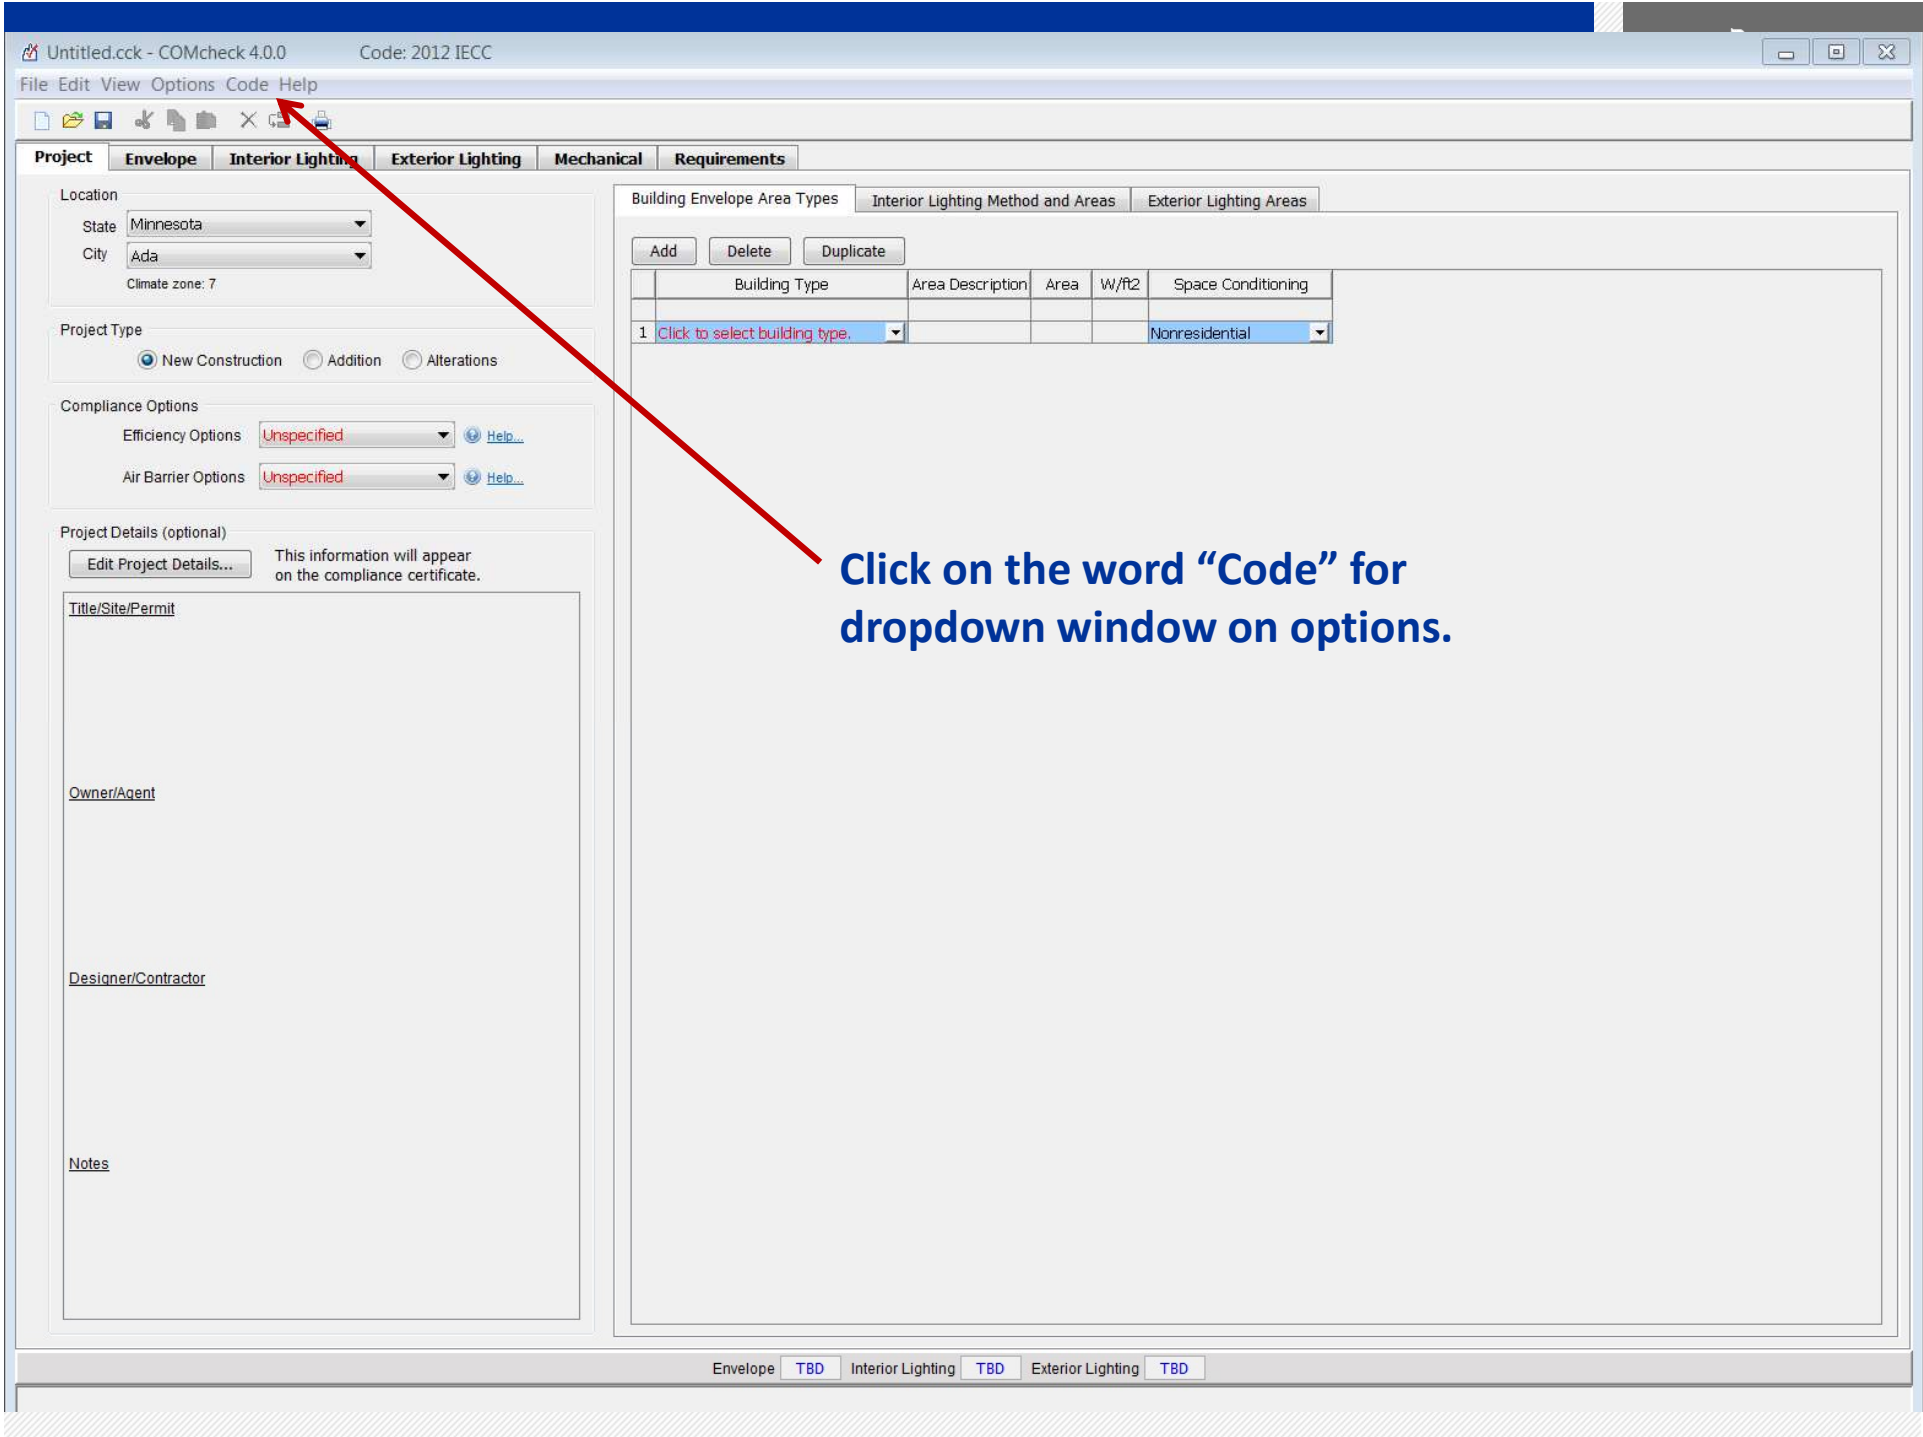 Untitled.cck - COMcheck 4.0.0 Code: 2012 IECC
File Edit View Options Code Help
Project Envelope Interior Lighting Exterior Lighting Mechanical Requirements
Location
State Minnesota
City Ada
Climate zone: 7
Project Type
New Construction Addition Alterations
Compliance Options
Efficiency Options Unspecified Help...
Air Barrier Options Unspecified Help...
Project Details (optional)
Edit Project Details... This information will appear
on the compliance certificate.
Title/Site/Permit
Owner/Agent
Designer/Contractor
Notes
Building Envelope Area Types Interior Lighting Method and Areas Exterior Lighting Areas
Add Delete Duplicate
Building Type Area Description Area W/ft2 Space Conditioning
1 Click to select building type. Nonresidential
Click on the word “Code” for
dropdown window on options.
Envelope TBD Interior Lighting TBD Exterior Lighting TBD